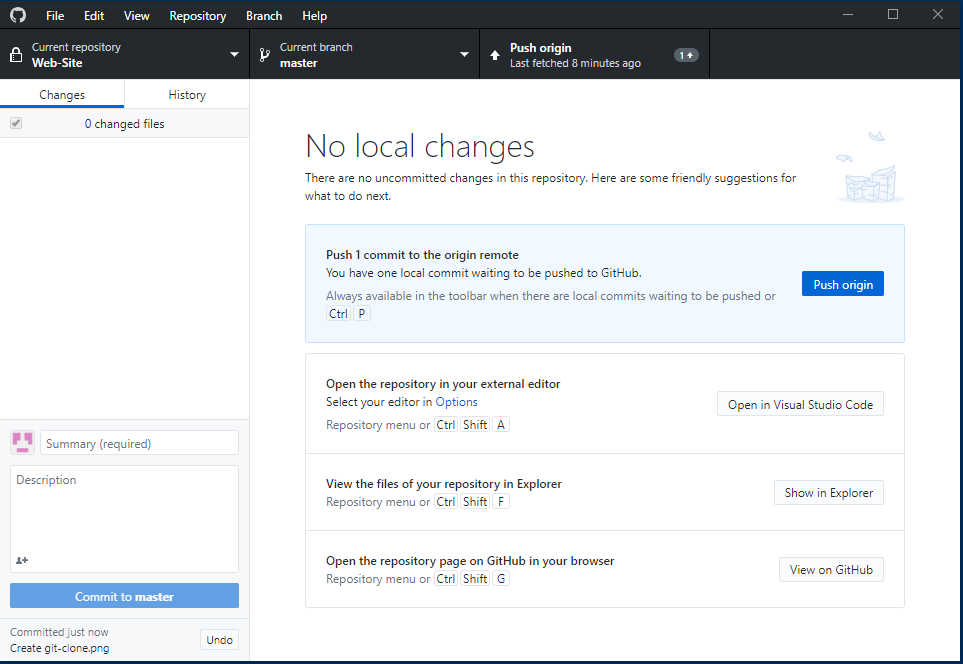 File Edit View Repository Branch Help
Current repository
Web-Site
Current branch
master
Push origin
Last fetched 8 minutes ago
1
Changes History
0 changed files
No local changes
There are no uncommitted changes in this repository. Here are some friendly suggestions for
what to do next.
Push 1 commit to the origin remote
You have one local commit waiting to be pushed to GitHub.
Always available in the toolbar when there are local commits waiting to be pushed or
Ctrl P
Push origin
Open the repository in your external editor
Select your editor in Options
Repository menu or Ctrl Shift A
Open in Visual Studio Code
View the files of your repository in Explorer
Repository menu or Ctrl Shift F
Show in Explorer
Open the repository page on GitHub in your browser
Repository menu or Ctrl Shift G
View on GitHub
Summary (required)
Description
Commit to master
Committed just now
Create git-clone.png
Undo